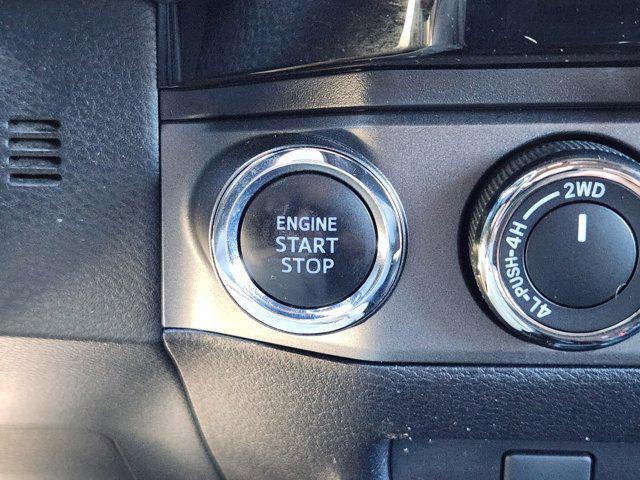 ENGINE
START
STOP
2WD
4L-PUSH-4H